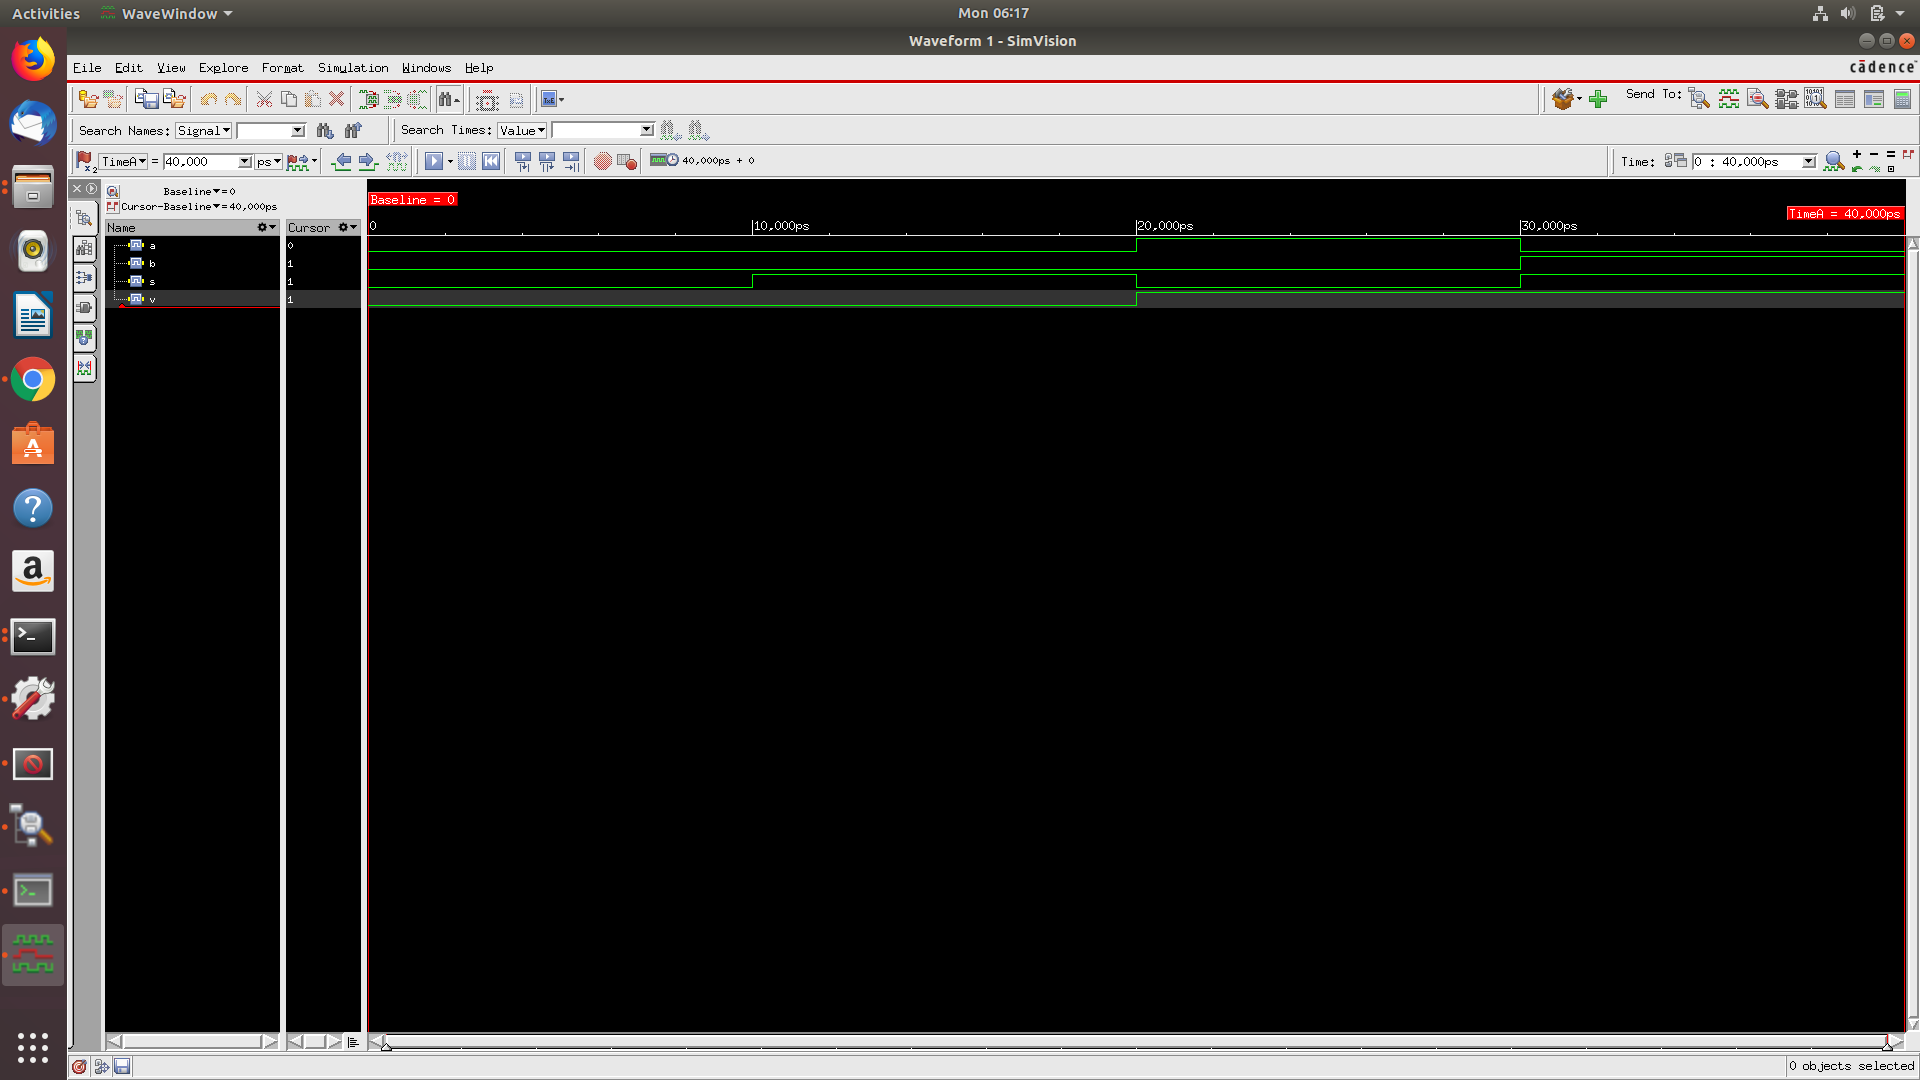 Activities WaveWindow Mon 06:17
Waveform 1 - SimVision
File Edit View Explore Format Simulation Windows Help cādence
Send To:
Search Names: Signal Search Times: Value
TimeA = 40,000 ps 40,000ps + 0 Time: 0 : 40,000ps
Baseline = 0
Cursor-Baseline = 40,000ps
Baseline = 0
TimeA = 40,000ps
Name Cursor 0 10,000ps 20,000ps 30,000ps
a 0
b 1
s 1
v 1
0 objects selected